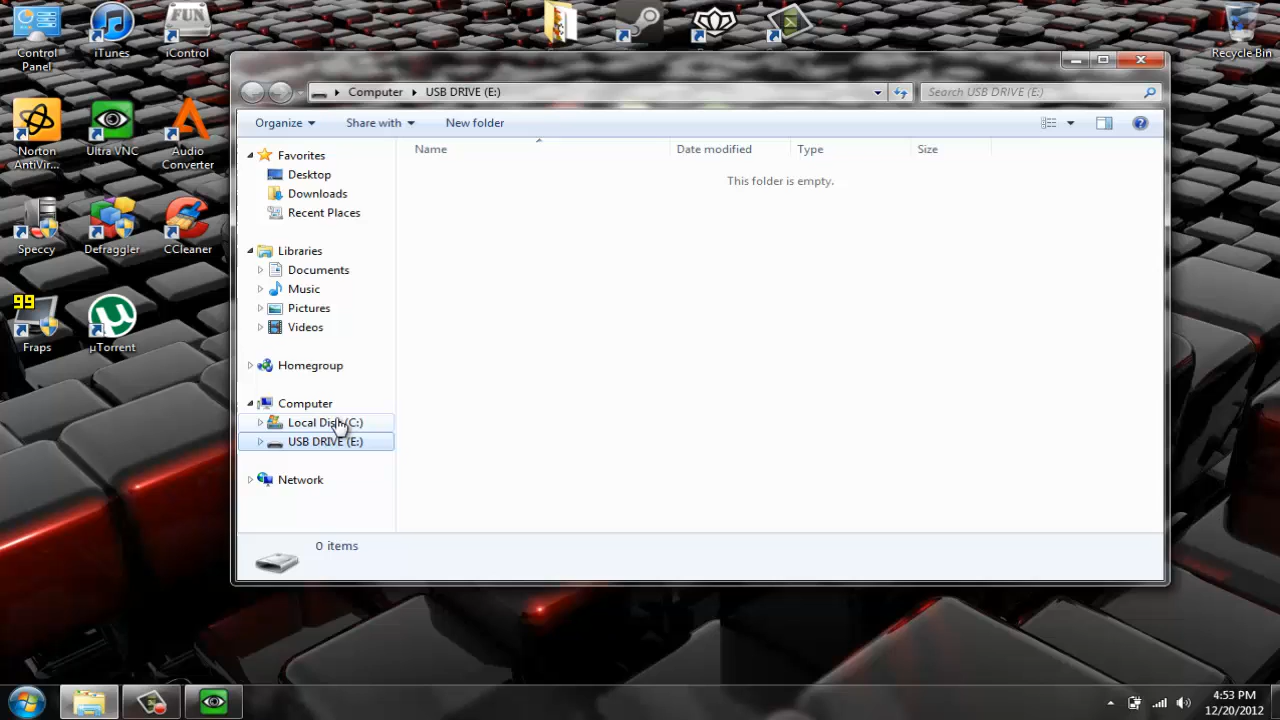 Control
Panel
iTunes
iControl
Recycle Bin
Norton
AntiVir...
Ultra VNC
Audio
Converter
Speccy
Defraggler
CCleaner
99
Fraps
µTorrent
FUN
Computer
USB DRIVE (E:)
Search USB DRIVE (E:)
Organize
Share with
New folder
Name
Date modified
Type
Size
This folder is empty.
Favorites
Desktop
Downloads
Recent Places
Libraries
Documents
Music
Pictures
Videos
Homegroup
Computer
Local Disk (C:)
USB DRIVE (E:)
Network
0 items
4:53 PM
12/20/2012